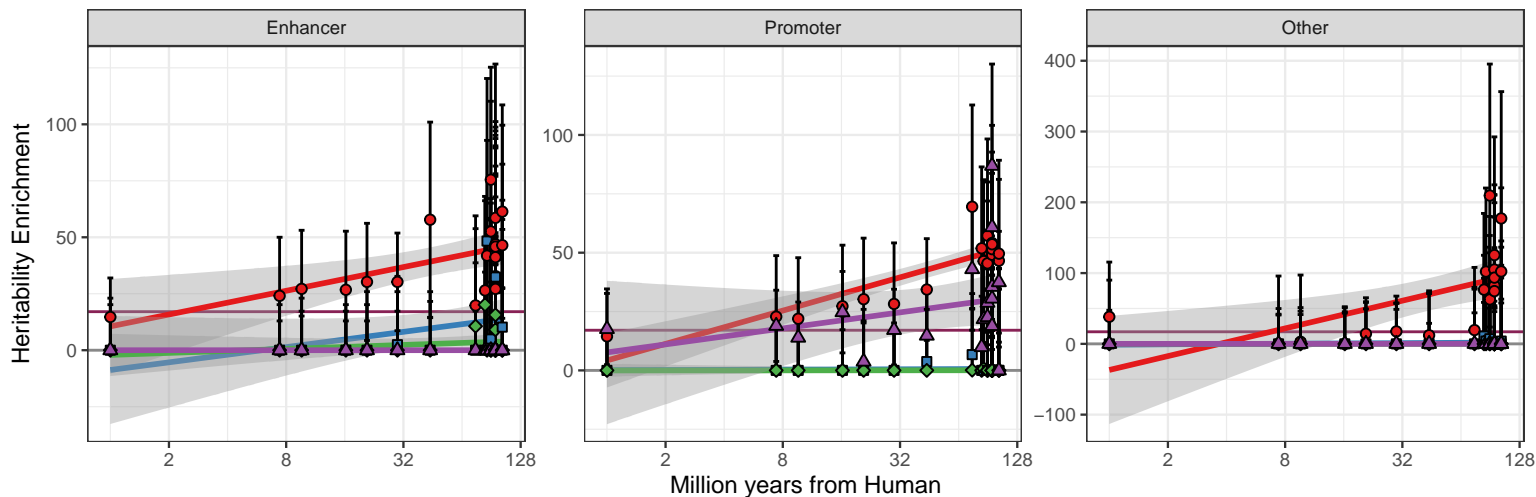 Enhancer
Promoter
Other
Heritability Enrichment
100
50
0
100
50
0
400
300
200
100
0
−100
2 8 32 128
2 8 32 128
2 8 32 128
Million years from Human